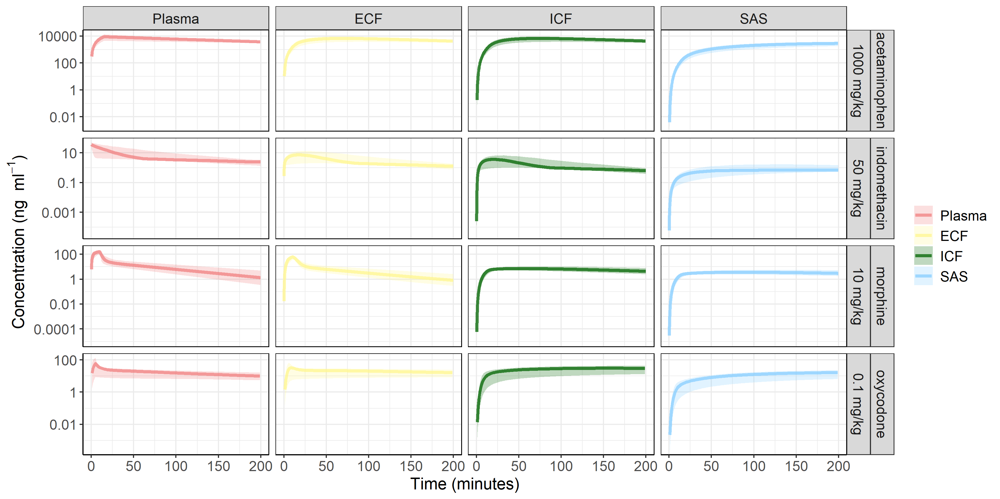 Plasma
ECF
ICF
SAS
10000
100
1
0.01
1000 mg/kg
acetaminophen
10
0.1
0.001
50 mg/kg
indomethacin
100
1
0.01
0.0001
10 mg/kg
morphine
100
1
0.01
0.1 mg/kg
oxycodone
0 50 100 150 200
0 50 100 150 200
0 50 100 150 200
0 50 100 150 200
Time (minutes)
Concentration (ng ml⁻¹)
Plasma
ECF
ICF
SAS